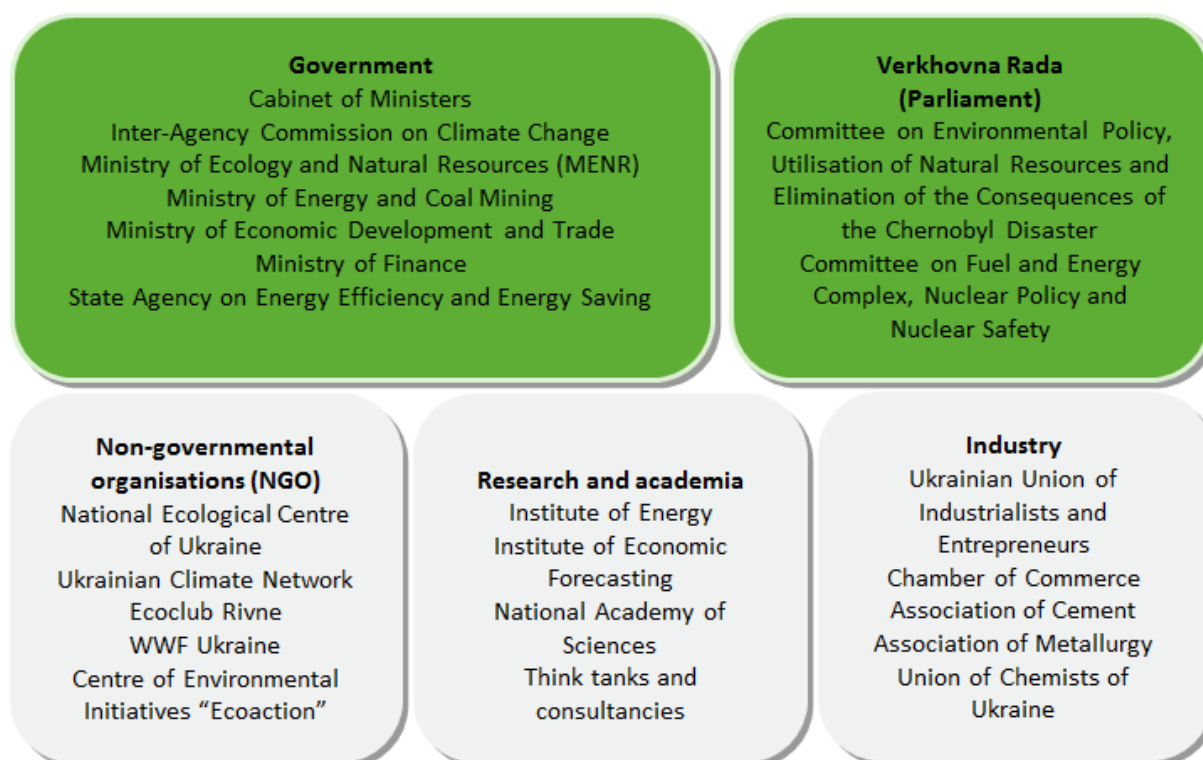 Government
Cabinet of Ministers
Inter-Agency Commission on Climate Change
Ministry of Ecology and Natural Resources (MENR)
Ministry of Energy and Coal Mining
Ministry of Economic Development and Trade
Ministry of Finance
State Agency on Energy Efficiency and Energy Saving
Verkhovna Rada
(Parliament)
Committee on Environmental Policy,
Utilisation of Natural Resources and
Elimination of the Consequences of
the Chernobyl Disaster
Committee on Fuel and Energy
Complex, Nuclear Policy and
Nuclear Safety
Non-governmental
organisations (NGO)
National Ecological Centre
of Ukraine
Ukrainian Climate Network
Ecoclub Rivne
WWF Ukraine
Centre of Environmental
Initiatives “Ecoaction”
Research and academia
Institute of Energy
Institute of Economic
Forecasting
National Academy of
Sciences
Think tanks and
consultancies
Industry
Ukrainian Union of
Industrialists and
Entrepreneurs
Chamber of Commerce
Association of Cement
Association of Metallurgy
Union of Chemists of
Ukraine